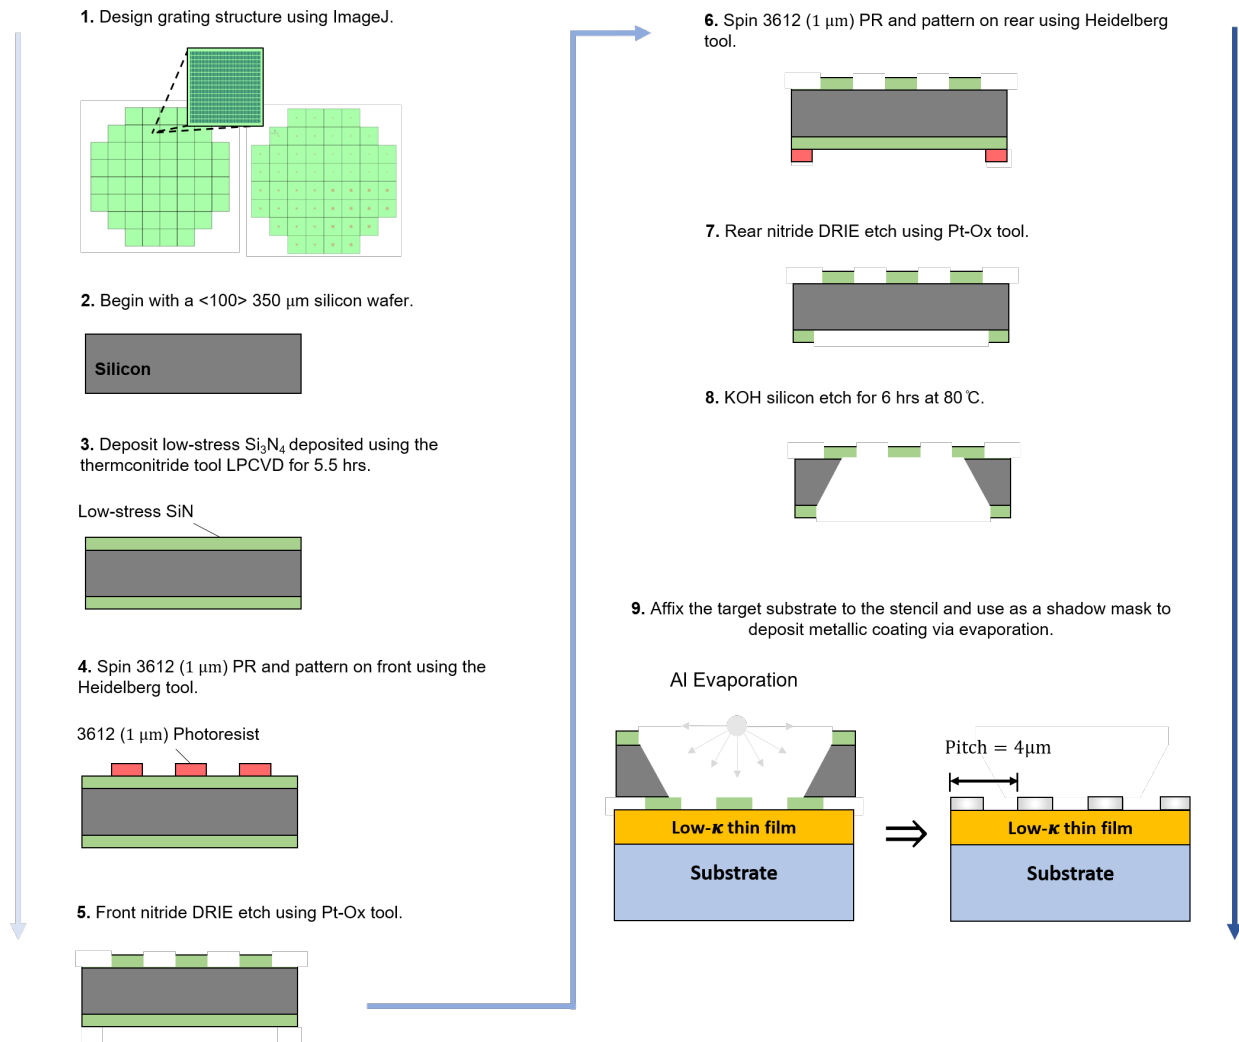 1. Design grating structure using ImageJ.
2. Begin with a <100> 350 μm silicon wafer.
Silicon
3. Deposit low-stress Si₃N₄ deposited using the
thermconitride tool LPCVD for 5.5 hrs.
Low-stress SiN
4. Spin 3612 (1 μm) PR and pattern on front using the
Heidelberg tool.
3612 (1 μm) Photoresist
5. Front nitride DRIE etch using Pt-Ox tool.
6. Spin 3612 (1 μm) PR and pattern on rear using Heidelberg
tool.
7. Rear nitride DRIE etch using Pt-Ox tool.
8. KOH silicon etch for 6 hrs at 80 ℃.
9. Affix the target substrate to the stencil and use as a shadow mask to
deposit metallic coating via evaporation.
Al Evaporation
Low-κ thin film
Substrate
Pitch = 4μm
Low-κ thin film
Substrate